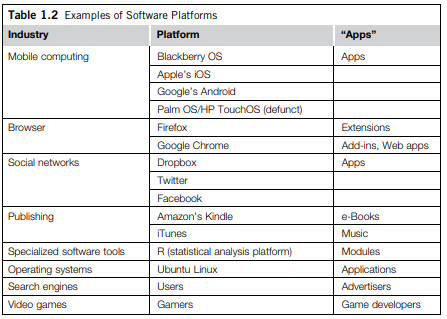 Table 1.2 Examples of Software Platforms
Industry Platform “Apps”
Mobile computing Blackberry OS Apps
Apple's iOS
Google's Android
Palm OS/HP TouchOS (defunct)
Browser Firefox Extensions
Google Chrome Add-ins, Web apps
Social networks Dropbox Apps
Twitter
Facebook
Publishing Amazon's Kindle e-Books
iTunes Music
Specialized software tools R (statistical analysis platform) Modules
Operating systems Ubuntu Linux Applications
Search engines Users Advertisers
Video games Gamers Game developers